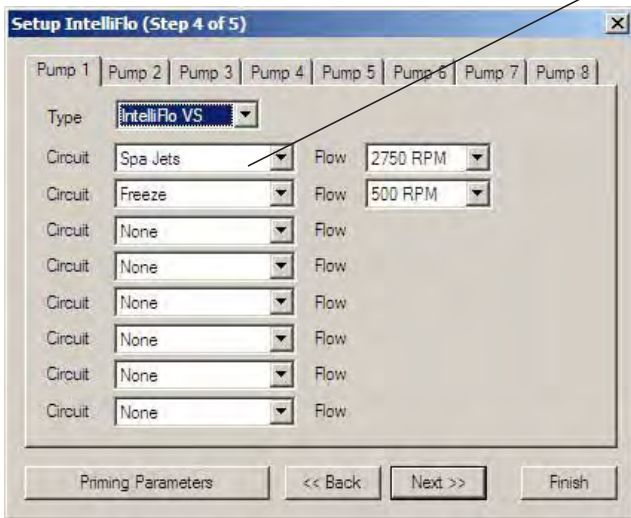 Setup IntelliFlo (Step 4 of 5)
Pump 1 Pump 2 Pump 3 Pump 4 Pump 5 Pump 6 Pump 7 Pump 8
Type IntelliFlo VS
Circuit Spa Jets Flow 2750 RPM
Circuit Freeze Flow 500 RPM
Circuit None Flow
Circuit None Flow
Circuit None Flow
Circuit None Flow
Circuit None Flow
Circuit None Flow
Priming Parameters << Back Next >> Finish